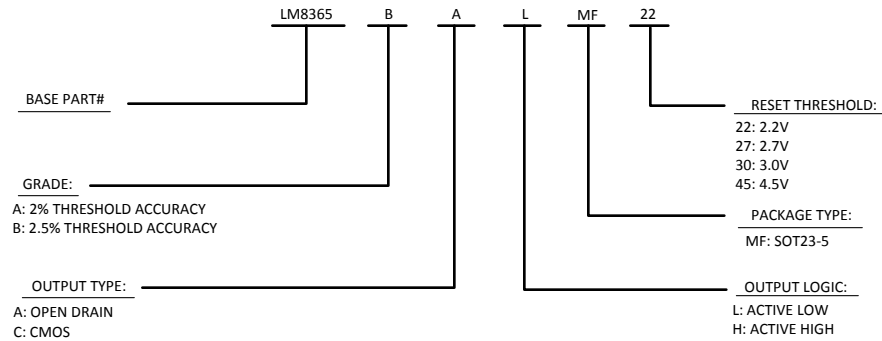 LM8365 B A L MF 22
BASE PART#
GRADE:
A: 2% THRESHOLD ACCURACY
B: 2.5% THRESHOLD ACCURACY
OUTPUT TYPE:
A: OPEN DRAIN
C: CMOS
RESET THRESHOLD:
22: 2.2V
27: 2.7V
30: 3.0V
45: 4.5V
PACKAGE TYPE:
MF: SOT23-5
OUTPUT LOGIC:
L: ACTIVE LOW
H: ACTIVE HIGH